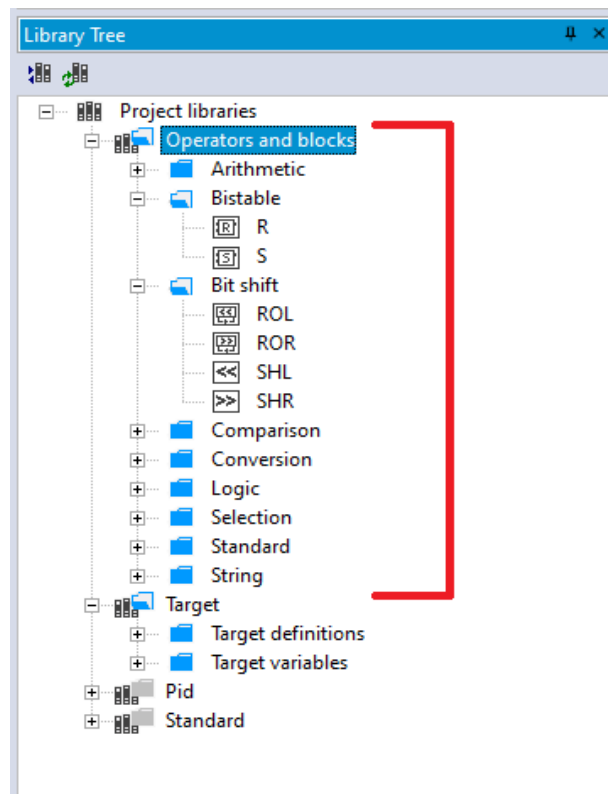 Library Tree
Project libraries
Operators and blocks
Arithmetic
Bistable
R
S
Bit shift
ROL
ROR
SHL
SHR
Comparison
Conversion
Logic
Selection
Standard
String
Target
Target definitions
Target variables
Pid
Standard